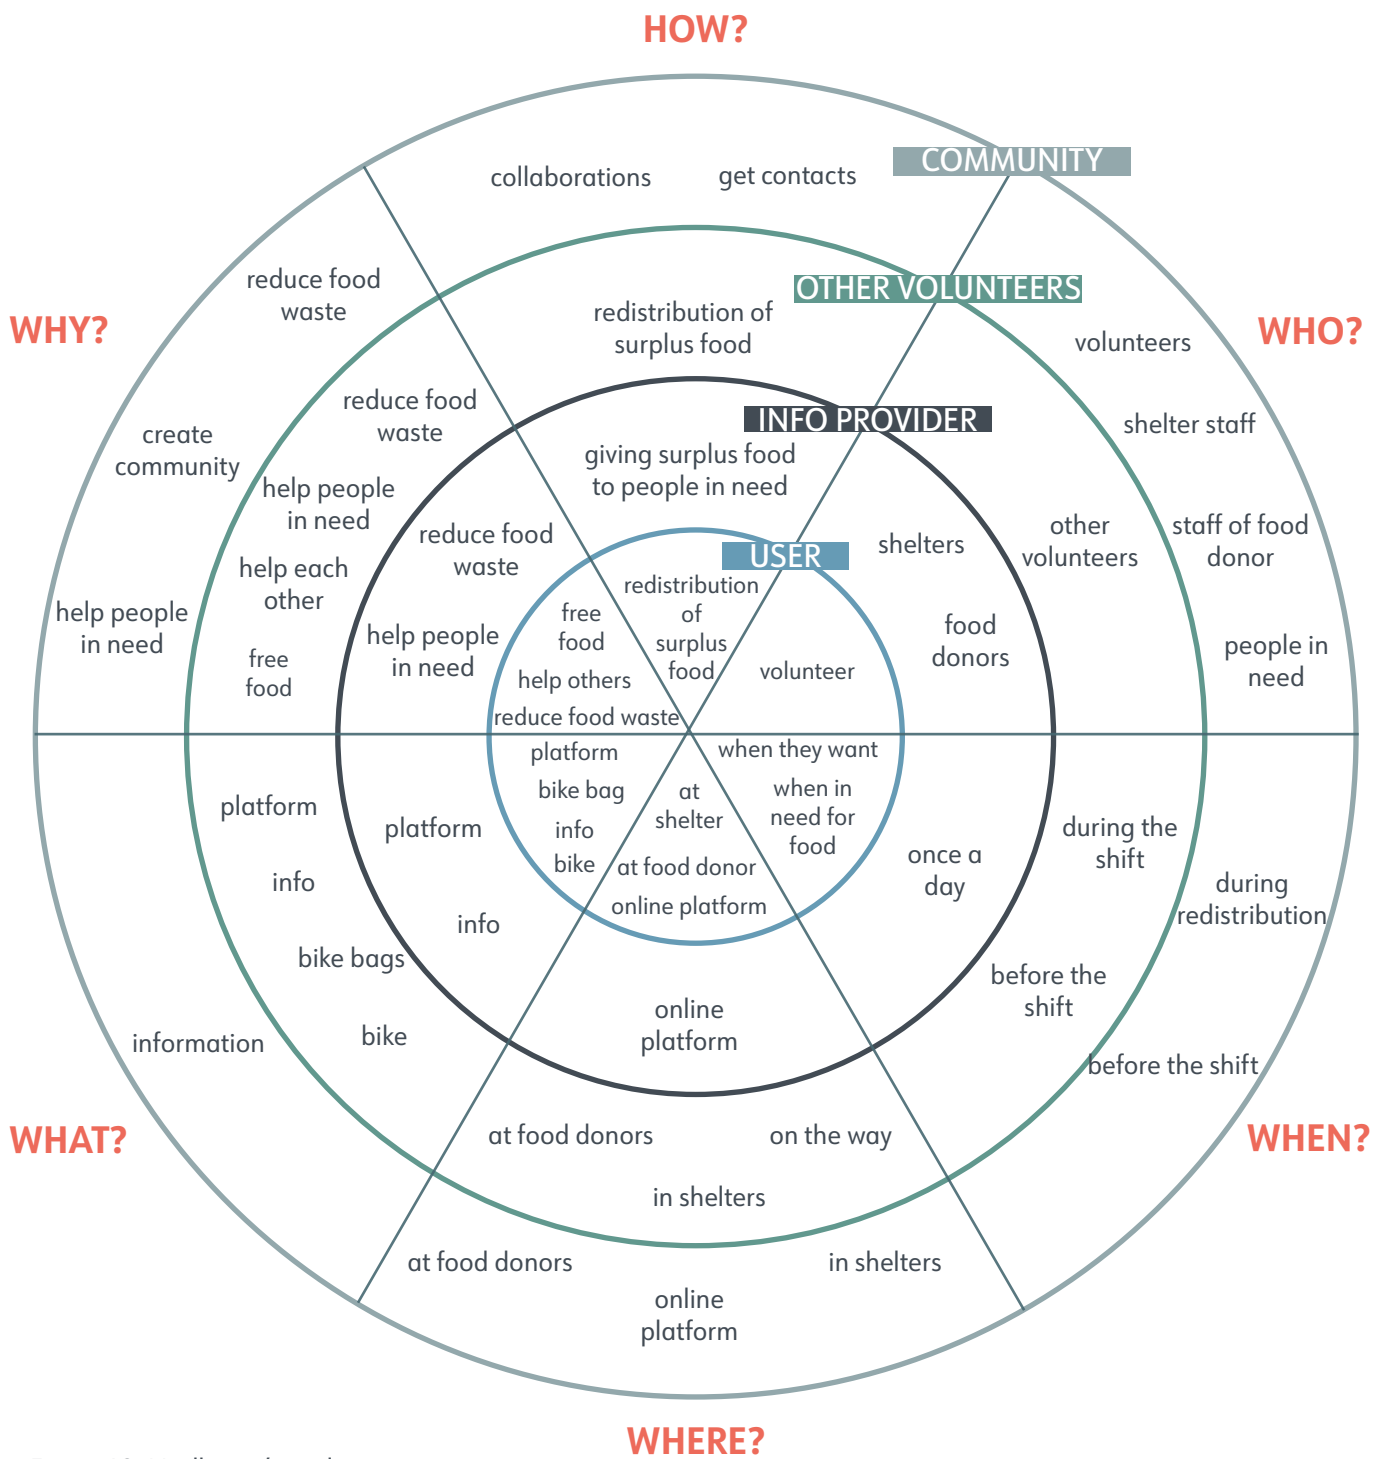 HOW?
COMMUNITY
collaborations
get contacts
OTHER VOLUNTEERS
redistribution of
surplus food
INFO PROVIDER
giving surplus food
to people in need
USER
redistribution
of
surplus
food
WHO?
volunteers
shelter staff
staff of food
donor
people in
need
other
volunteers
shelters
food
donors
volunteer
WHEN?
when they want
when in
need for
food
once a
day
during the
shift
before the
shift
during
redistribution
before the shift
WHERE?
at
shelter
at food donor
online platform
online
platform
at food donors
on the way
in shelters
at food donors
in shelters
online
platform
WHAT?
platform
bike bag
info
bike
platform
info
platform
info
bike bags
bike
information
WHY?
reduce food
waste
create
community
help people
in need
reduce food
waste
help people
in need
help each
other
free
food
reduce food
waste
help people
in need
free
food
help others
reduce food waste